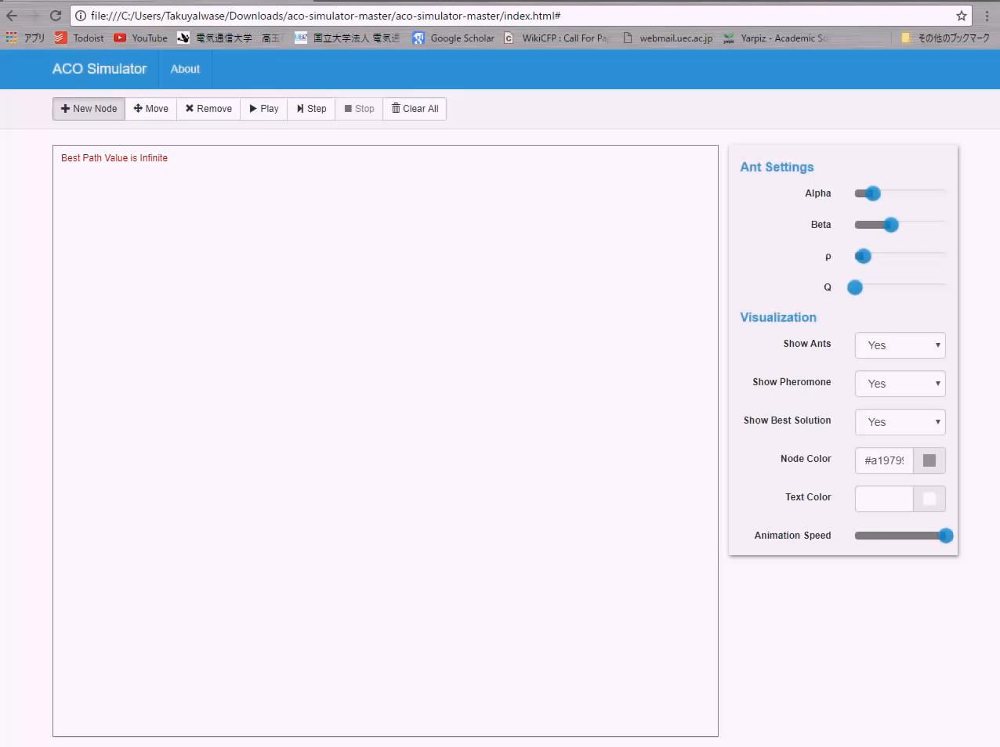 file:///C:/Users/TakuyaIwase/Downloads/aco-simulator-master/aco-simulator-master/index.html#
アプリ Todoist YouTube 電気通信大学 高玉 国立大学法人 電気通 Google Scholar WikiCFP : Call For Pa webmail.uec.ac.jp Yarpiz - Academic So その他のブックマーク
ACO Simulator About
New Node Move Remove Play Step Stop Clear All
Best Path Value is Infinite
Ant Settings
Alpha
Beta
ρ
Q
Visualization
Show Ants Yes
Show Pheromone Yes
Show Best Solution Yes
Node Color #a19799
Text Color
Animation Speed